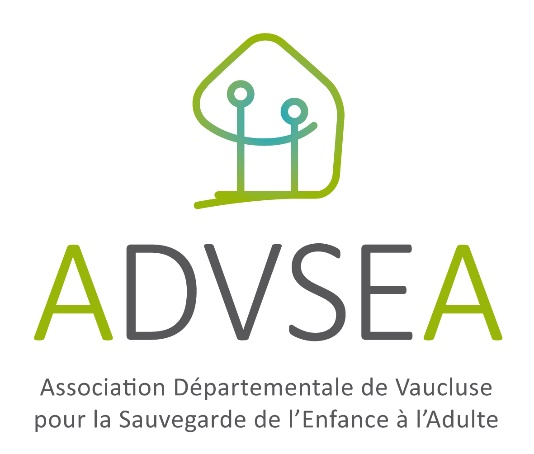 ADVSEA
Association Départementale de Vaucluse
pour la Sauvegarde de l’Enfance à l’Adulte